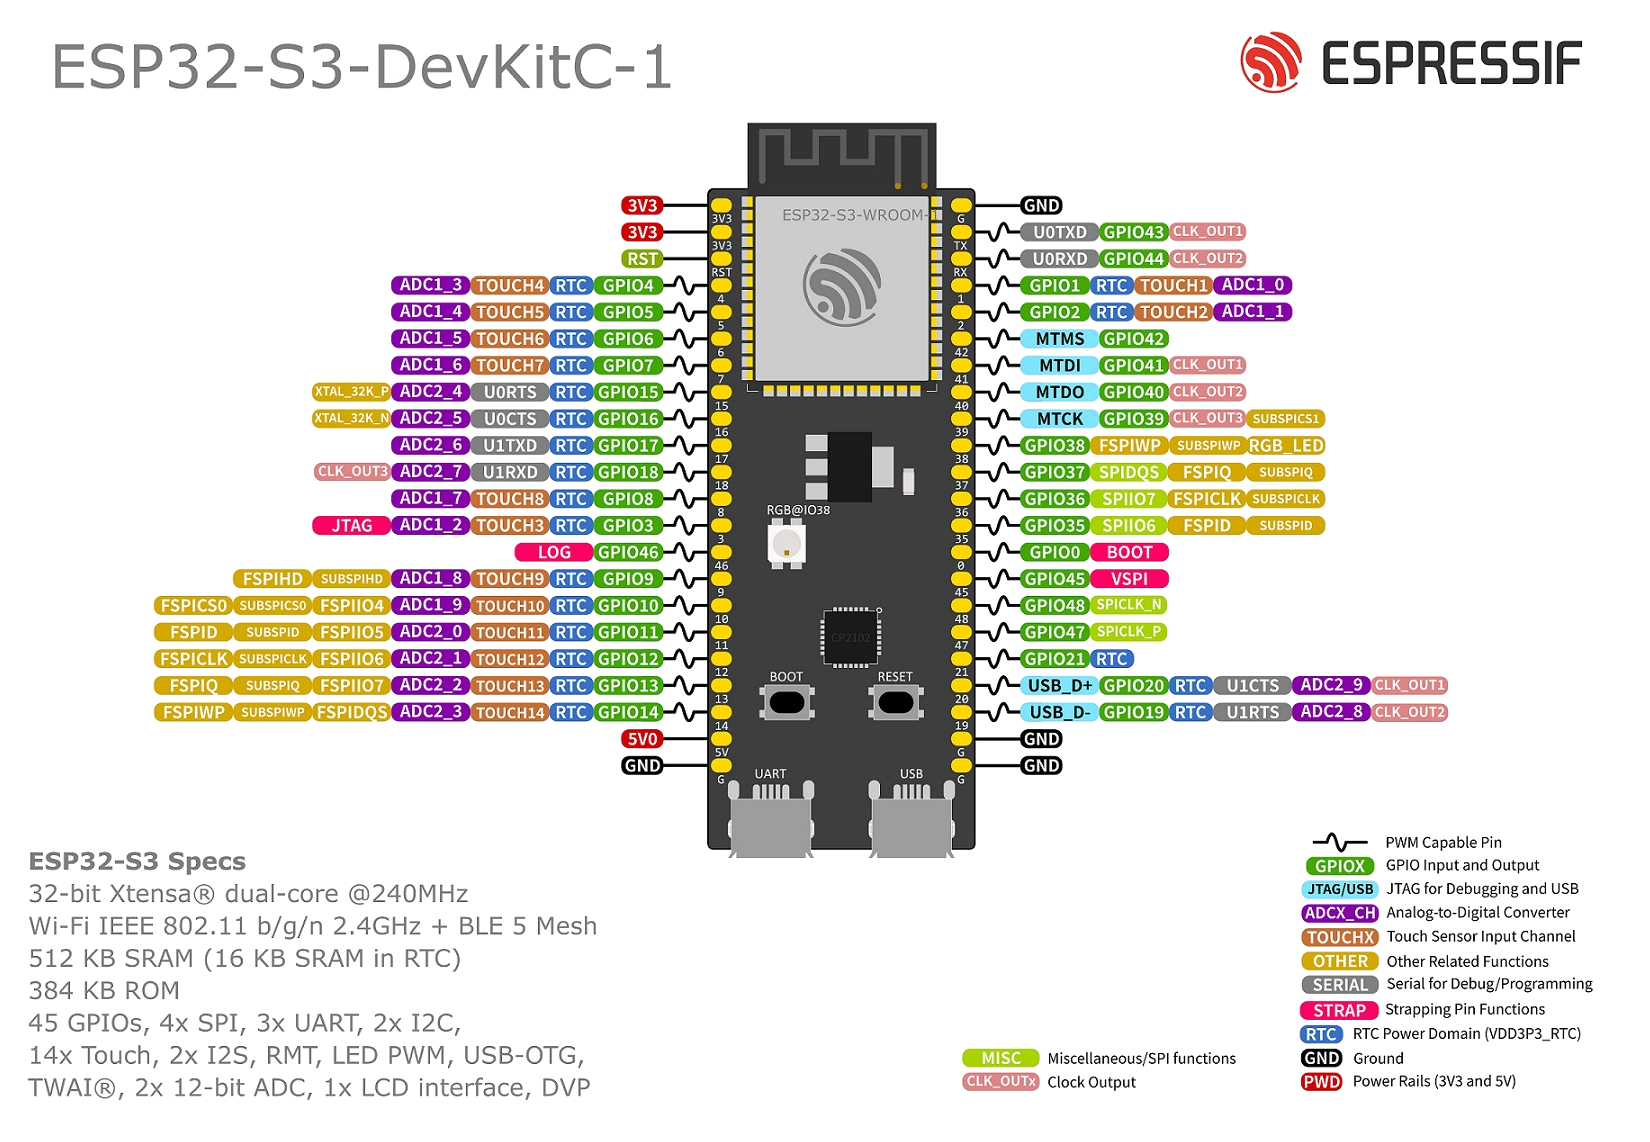 ESP32-S3-DevKitC-1
ESPRESSIF
ESP32-S3-WROOM-1
3V3 3V3 G GND
3V3 3V3 TX U0TXD GPIO43 CLK_OUT1
RST RST RX U0RXD GPIO44 CLK_OUT2
ADC1_3 TOUCH4 RTC GPIO4 4 1 GPIO1 RTC TOUCH1 ADC1_0
ADC1_4 TOUCH5 RTC GPIO5 5 2 GPIO2 RTC TOUCH2 ADC1_1
ADC1_5 TOUCH6 RTC GPIO6 6 42 MTMS GPIO42
ADC1_6 TOUCH7 RTC GPIO7 7 41 MTDI GPIO41 CLK_OUT1
XTAL_32K_P ADC2_4 U0RTS RTC GPIO15 15 40 MTDO GPIO40 CLK_OUT2
XTAL_32K_N ADC2_5 U0CTS RTC GPIO16 16 39 MTCK GPIO39 CLK_OUT3 SUBSPICS1
ADC2_6 U1TXD RTC GPIO17 17 38 GPIO38 FSPIWP SUBSPIWP RGB_LED
CLK_OUT3 ADC2_7 U1RXD RTC GPIO18 18 37 GPIO37 SPIDQS FSPIQ SUBSPIQ
ADC1_7 TOUCH8 RTC GPIO8 8 36 GPIO36 SPIIO7 FSPICLK SUBSPICLK
RGB@IO38
JTAG ADC1_2 TOUCH3 RTC GPIO3 3 35 GPIO35 SPIIO6 FSPID SUBSPID
LOG GPIO46 46 0 GPIO0 BOOT
FSPIHD SUBSPIHD ADC1_8 TOUCH9 RTC GPIO9 9 45 GPIO45 VSPI
FSPICS0 SUBSPICS0 FSPIIO4 ADC1_9 TOUCH10 RTC GPIO10 10 48 GPIO48 SPICLK_N
FSPID SUBSPID FSPIIO5 ADC2_0 TOUCH11 RTC GPIO11 11 CP2102 47 GPIO47 SPICLK_P
FSPICLK SUBSPICLK FSPIIO6 ADC2_1 TOUCH12 RTC GPIO12 12 21 GPIO21 RTC
BOOT RESET
FSPIQ SUBSPIQ FSPIIO7 ADC2_2 TOUCH13 RTC GPIO13 13 20 USB_D+ GPIO20 RTC U1CTS ADC2_9 CLK_OUT1
FSPIWP SUBSPIWP FSPIDQS ADC2_3 TOUCH14 RTC GPIO14 14 19 USB_D- GPIO19 RTC U1RTS ADC2_8 CLK_OUT2
5V0 5V G GND
GND G G GND
UART USB
ESP32-S3 Specs
32-bit Xtensa® dual-core @240MHz
Wi-Fi IEEE 802.11 b/g/n 2.4GHz + BLE 5 Mesh
512 KB SRAM (16 KB SRAM in RTC)
384 KB ROM
45 GPIOs, 4x SPI, 3x UART, 2x I2C,
14x Touch, 2x I2S, RMT, LED PWM, USB-OTG,
TWAI®, 2x 12-bit ADC, 1x LCD interface, DVP
MISC Miscellaneous/SPI functions
CLK_OUTx Clock Output
PWM Capable Pin
GPIOX GPIO Input and Output
JTAG/USB JTAG for Debugging and USB
ADCX_CH Analog-to-Digital Converter
TOUCHX Touch Sensor Input Channel
OTHER Other Related Functions
SERIAL Serial for Debug/Programming
STRAP Strapping Pin Functions
RTC RTC Power Domain (VDD3P3_RTC)
GND Ground
PWD Power Rails (3V3 and 5V)